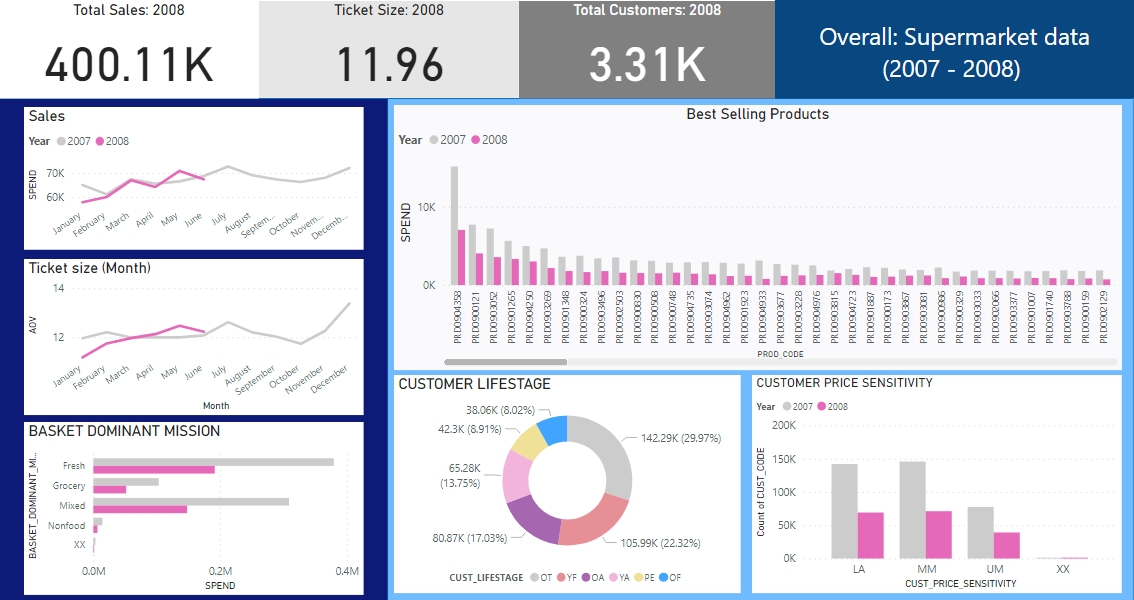 Total Sales: 2008
400.11K
Ticket Size: 2008
11.96
Total Customers: 2008
3.31K
Overall: Supermarket data
(2007 - 2008)
Sales
Year 2007 2008
SPEND
70K
60K
January February March April May June July August Septem... October Novem... Decemb...
Ticket size (Month)
AOV
14
12
January February March April May June July August September October November December
Month
BASKET DOMINANT MISSION
BASKET_DOMINANT_MI...
Fresh
Grocery
Mixed
Nonfood
XX
0.0M 0.2M 0.4M
SPEND
Best Selling Products
Year 2007 2008
SPEND
10K
0K
PRD0904358 PRD0900121 PRD0903052 PRD0901265 PRD0904250 PRD0903269 PRD0901348 PRD0900324 PRD0903496 PRD0902503 PRD0900830 PRD0900508 PRD0900748 PRD0904735 PRD0903074 PRD0904962 PRD0901923 PRD0904933 PRD0903677 PRD0903228 PRD0904976 PRD0903815 PRD0904723 PRD0901887 PRD0903173 PRD0903867 PRD0903081 PRD0900986 PRD0900329 PRD0903033 PRD0902066 PRD0903377 PRD0901007 PRD0901740 PRD0903788 PRD0900159 PRD0902129
PROD_CODE
CUSTOMER LIFESTAGE
38.06K (8.02%)
42.3K (8.91%)
142.29K (29.97%)
65.28K
(13.75%)
80.87K (17.03%)
105.99K (22.32%)
CUST_LIFESTAGE OT YF OA YA PE OF
CUSTOMER PRICE SENSITIVITY
Year 2007 2008
Count of CUST_CODE
200K
150K
100K
50K
0K
LA MM UM XX
CUST_PRICE_SENSITIVITY